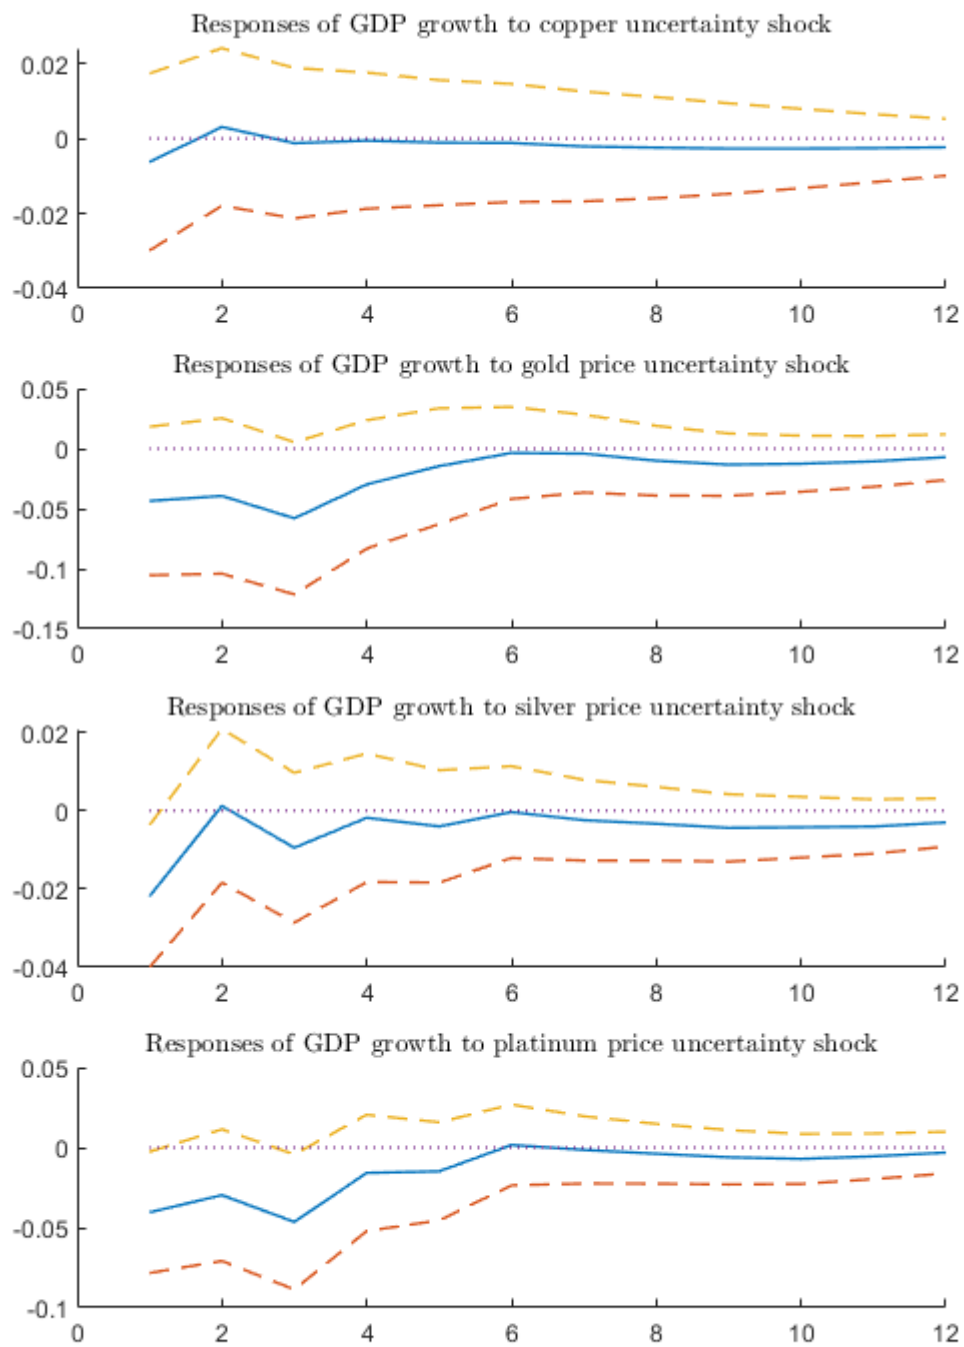 Responses of GDP growth to copper uncertainty shock
0.02
0
-0.02
-0.04
0 2 4 6 8 10 12
Responses of GDP growth to gold price uncertainty shock
0.05
0
-0.05
-0.1
-0.15
0 2 4 6 8 10 12
Responses of GDP growth to silver price uncertainty shock
0.02
0
-0.02
-0.04
0 2 4 6 8 10 12
Responses of GDP growth to platinum price uncertainty shock
0.05
0
-0.05
-0.1
0 2 4 6 8 10 12